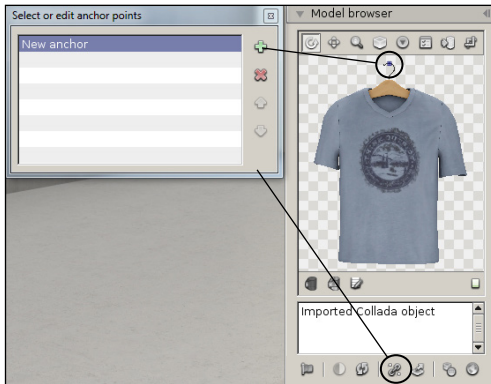 Select or edit anchor points
New anchor
Model browser
Imported Collada object